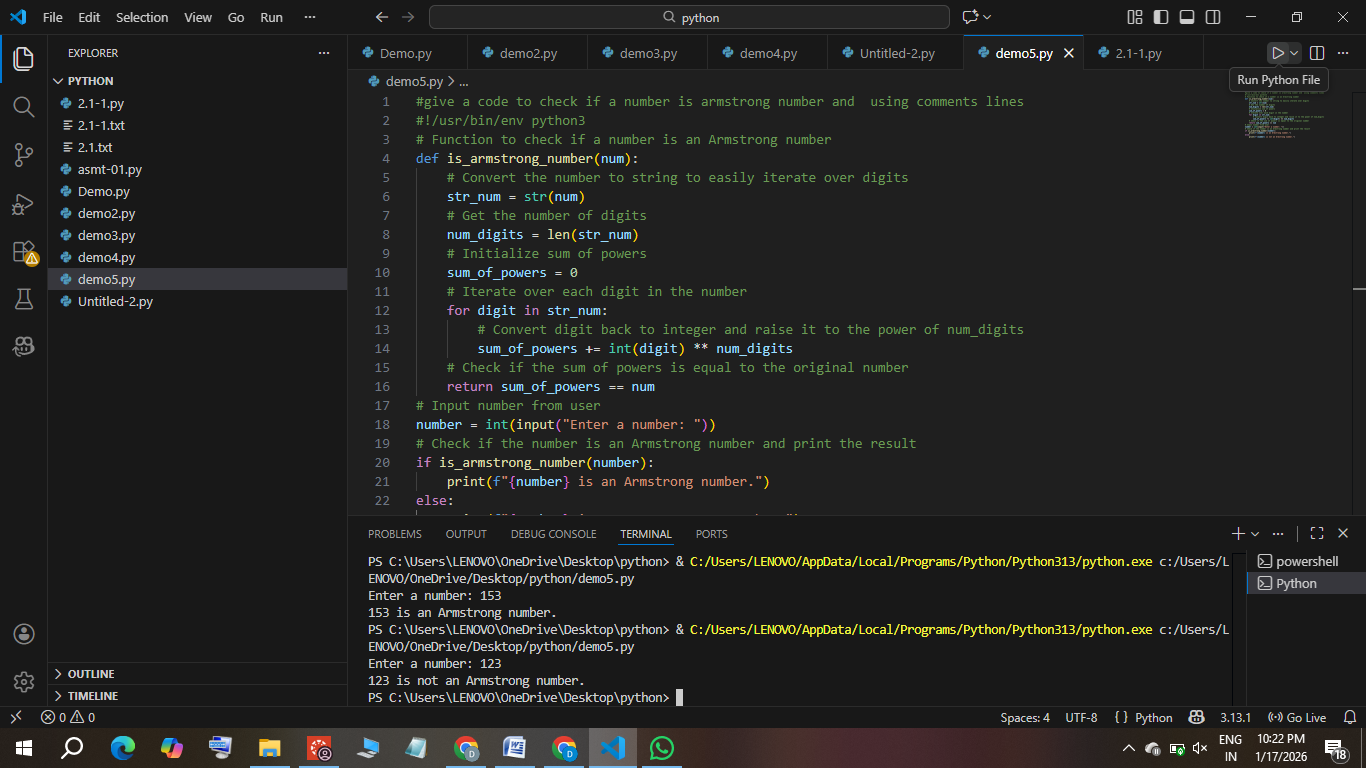 File Edit Selection View Go Run ···
python
EXPLORER ···
PYTHON
2.1-1.py
2.1-1.txt
2.1.txt
asmt-01.py
Demo.py
demo2.py
demo3.py
demo4.py
demo5.py
Untitled-2.py
OUTLINE
TIMELINE
Demo.py demo2.py demo3.py demo4.py Untitled-2.py demo5.py 2.1-1.py
Run Python File
demo5.py > ...
1 #give a code to check if a number is armstrong number and  using comments lines
2 #!/usr/bin/env python3
3 # Function to check if a number is an Armstrong number
4 def is_armstrong_number(num):
5     # Convert the number to string to easily iterate over digits
6     str_num = str(num)
7     # Get the number of digits
8     num_digits = len(str_num)
9     # Initialize sum of powers
10     sum_of_powers = 0
11     # Iterate over each digit in the number
12     for digit in str_num:
13         # Convert digit back to integer and raise it to the power of num_digits
14         sum_of_powers += int(digit) ** num_digits
15     # Check if the sum of powers is equal to the original number
16     return sum_of_powers == num
17 # Input number from user
18 number = int(input("Enter a number: "))
19 # Check if the number is an Armstrong number and print the result
20 if is_armstrong_number(number):
21     print(f"{number} is an Armstrong number.")
22 else:
PROBLEMS OUTPUT DEBUG CONSOLE TERMINAL PORTS
PS C:\Users\LENOVO\OneDrive\Desktop\python> & C:/Users/LENOVO/AppData/Local/Programs/Python/Python313/python.exe c:/Users/L
ENOVO/OneDrive/Desktop/python/demo5.py
Enter a number: 153
153 is an Armstrong number.
PS C:\Users\LENOVO\OneDrive\Desktop\python> & C:/Users/LENOVO/AppData/Local/Programs/Python/Python313/python.exe c:/Users/L
ENOVO/OneDrive/Desktop/python/demo5.py
Enter a number: 123
123 is not an Armstrong number.
PS C:\Users\LENOVO\OneDrive\Desktop\python>
powershell
Python
0 0
Spaces: 4 UTF-8 {} Python 3.13.1 Go Live
ENG
IN
10:22 PM
1/17/2026
18